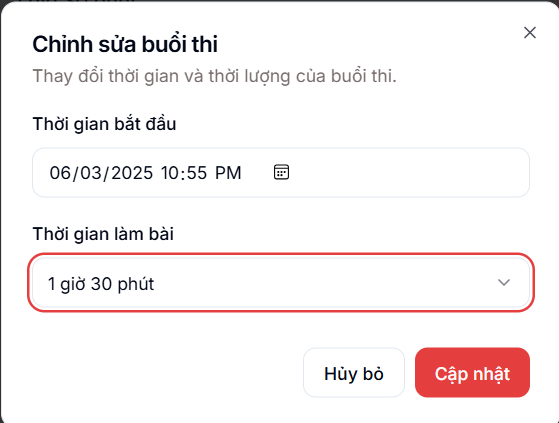 Chỉnh sửa buổi thi
Thay đổi thời gian và thời lượng của buổi thi.
Thời gian bắt đầu
06/03/2025 10:55 PM
Thời gian làm bài
1 giờ 30 phút
Hủy bỏ
Cập nhật